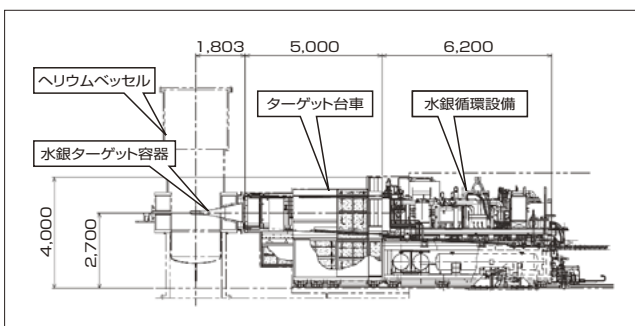 1,803
5,000
6,200
ヘリウムベッセル
ターゲット台車
水銀循環設備
水銀ターゲット容器
4,000
2,700